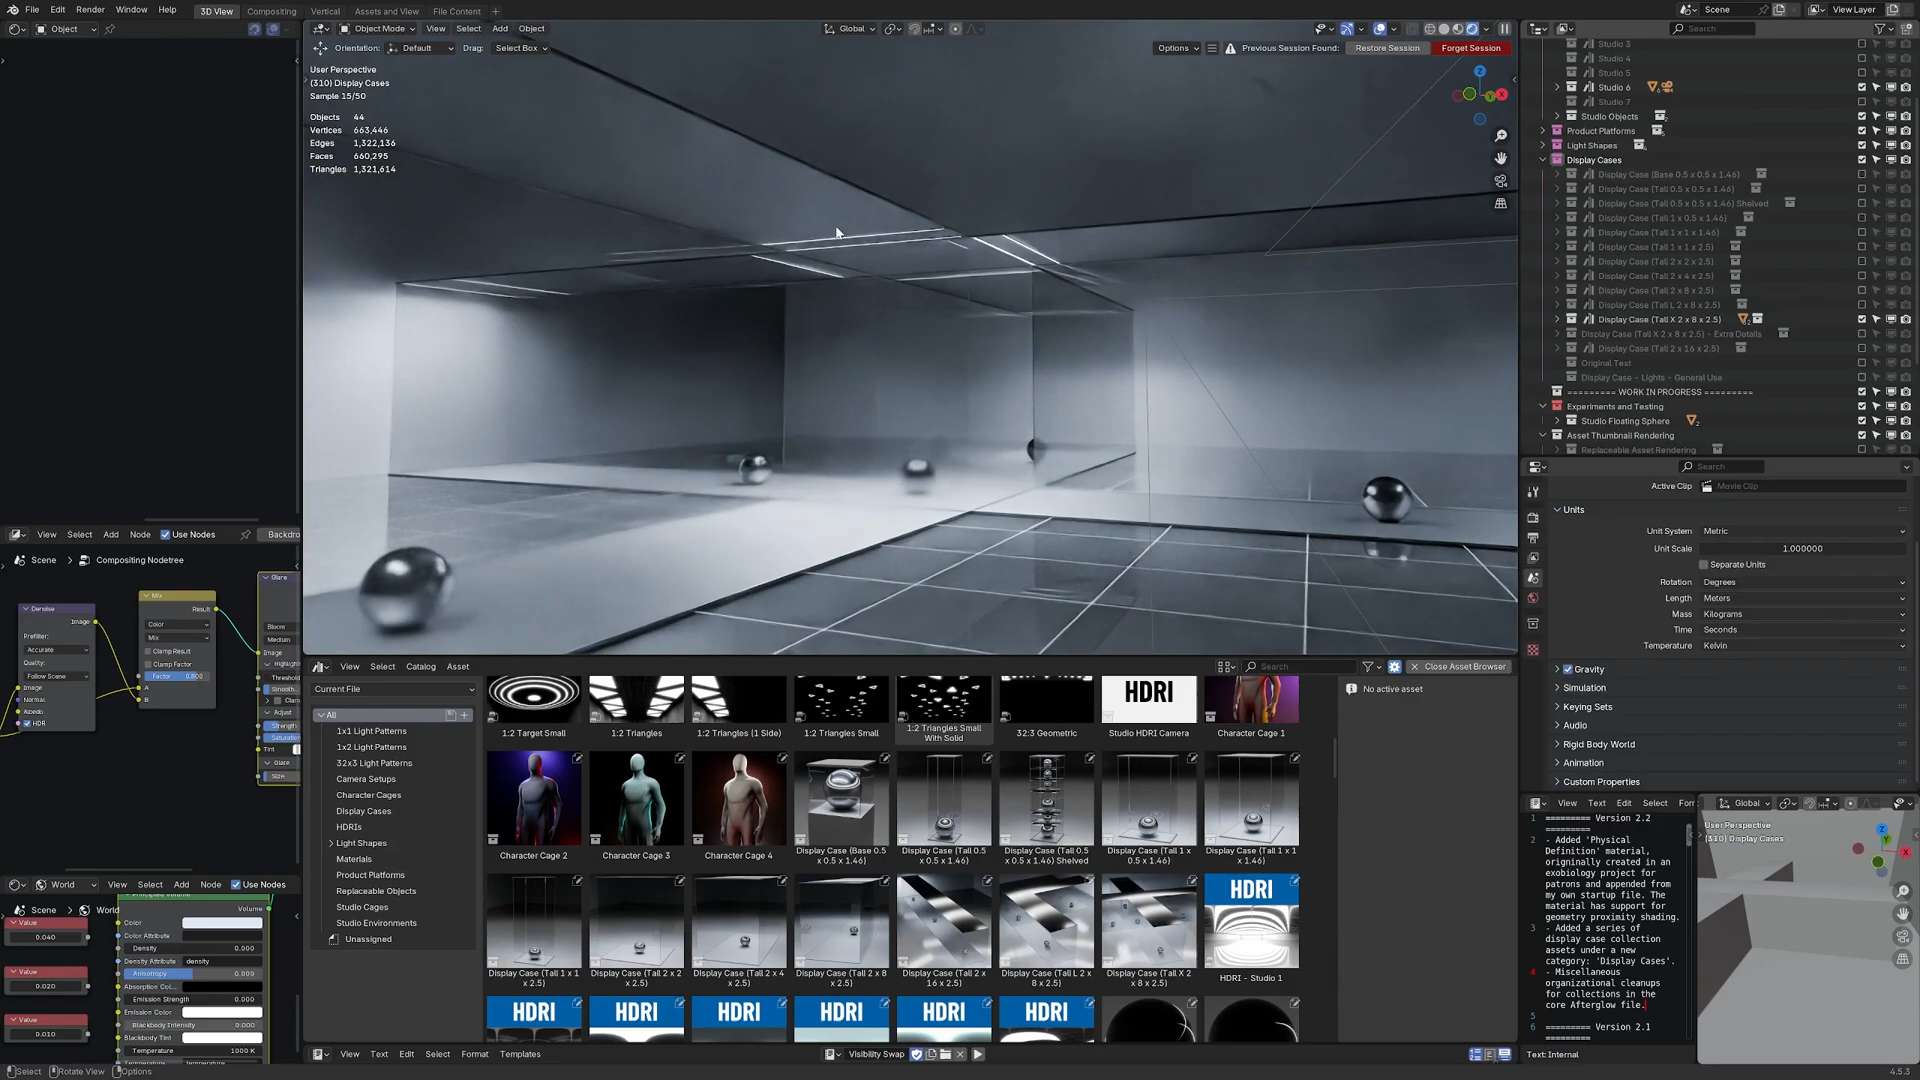 File Edit Render Window Help 3D View Compositing Vertical Assets and View File Content + Scene View Layer
Object
Object Mode View Select Add Object Global
Orientation: Default Drag: Select Box Options Previous Session Found: Restore Session Forget Session
User Perspective
(310) Display Cases
Sample 15/50
Objects 44
Vertices 663,446
Edges 1,322,136
Faces 660,295
Triangles 1,321,614
Z
Y
X
Search
Studio 3
Studio 4
Studio 5
Studio 6
Studio 7
Studio Objects
Product Platforms
Light Shapes
Display Cases
Display Case (Base 0.5 x 0.5 x 1.46)
Display Case (Tall 0.5 x 0.5 x 1.46)
Display Case (Tall 0.5 x 0.5 x 1.46) Shelved
Display Case (Tall 1 x 0.5 x 1.46)
Display Case (Tall 1 x 1 x 1.46)
Display Case (Tall 1 x 1 x 2.5)
Display Case (Tall 2 x 2 x 2.5)
Display Case (Tall 2 x 4 x 2.5)
Display Case (Tall 2 x 8 x 2.5)
Display Case (Tall L 2 x 8 x 2.5)
Display Case (Tall X 2 x 8 x 2.5)
Display Case (Tall X 2 x 8 x 2.5) - Extra Details
Display Case (Tall 2 x 16 x 2.5)
Original Test
Display Case - Lights - General Use
========= WORK IN PROGRESS =========
Experiments and Testing
Studio Floating Sphere
Asset Thumbnail Rendering
Replaceable Asset Rendering
Search
Active Clip Movie Clip
Units
Unit System Metric
Unit Scale 1.000000
Separate Units
Rotation Degrees
Length Meters
Mass Kilograms
Time Seconds
Temperature Kelvin
Gravity
Simulation
Keying Sets
Audio
Rigid Body World
Animation
Custom Properties
View Select Add Node Use Nodes Backdro
Scene > Compositing Nodetree
Denoise
Image
Prefilter:
Accurate
Quality:
Follow Scene
Image
Normal
Albedo
HDR
Mix
Result
Color
Mix
Clamp Result
Clamp Factor
Factor 0.800
A
B
Glare
Bloom
Medium
Image
Highligh
Threshold
Smooth..
Clam
Adjust
Strength
Saturation
Tint
Glare
Size
World View Select Add Node Use Nodes
Scene > World
Value
0.040
Value
0.020
Value
0.010
Volume
Color
Color Attribute
Density 0.000
Density Attribute density
Anisotropy 0.000
Absorption Col...
Emission Strength 0.000
Emission Color
Blackbody Intensity 0.000
Blackbody Tint
Temperature 1000 K
View Select Catalog Asset Search Close Asset Browser
Current File
All
1x1 Light Patterns
1x2 Light Patterns
32x3 Light Patterns
Camera Setups
Character Cages
Display Cases
HDRIs
Light Shapes
Materials
Product Platforms
Replaceable Objects
Studio Cages
Studio Environments
Unassigned
HDRI
1:2 Target Small 1:2 Triangles 1:2 Triangles (1 Side) 1:2 Triangles Small 1:2 Triangles Small With Solid 32:3 Geometric Studio HDRI Camera Character Cage 1
Character Cage 2 Character Cage 3 Character Cage 4 Display Case (Base 0.5 x 0.5 x 1.46) Display Case (Tall 0.5 x 0.5 x 1.46) Display Case (Tall 0.5 x 0.5 x 1.46) Shelved Display Case (Tall 1 x 0.5 x 1.46) Display Case (Tall 1 x 1 x 1.46)
HDRI
Display Case (Tall 1 x 1 x 2.5) Display Case (Tall 2 x 2 x 2.5) Display Case (Tall 2 x 4 x 2.5) Display Case (Tall 2 x 8 x 2.5) Display Case (Tall 2 x 16 x 2.5) Display Case (Tall L 2 x 8 x 2.5) Display Case (Tall X 2 x 8 x 2.5) HDRI - Studio 1
HDRI HDRI HDRI HDRI HDRI HDRI
No active asset
View Text Edit Select Format Templates Visibility Swap
View Text Edit Select For
1 ========= Version 2.2
=========
2 - Added 'Physical
Definition' material,
originally created in an
exobiology project for
patrons and appended from
my own startup file. The
material has support for
geometry proximity shading.
3 - Added a series of
display case collection
assets under a new
category: 'Display Cases'.
4 - Miscellaneous
organizational cleanups
for collections in the
core Afterglow file.
5
6 ========= Version 2.1
=========
Text: Internal
Global
User Perspective
(310) Display Cases
Z
Y
X
Select Rotate View Options 4.5.3